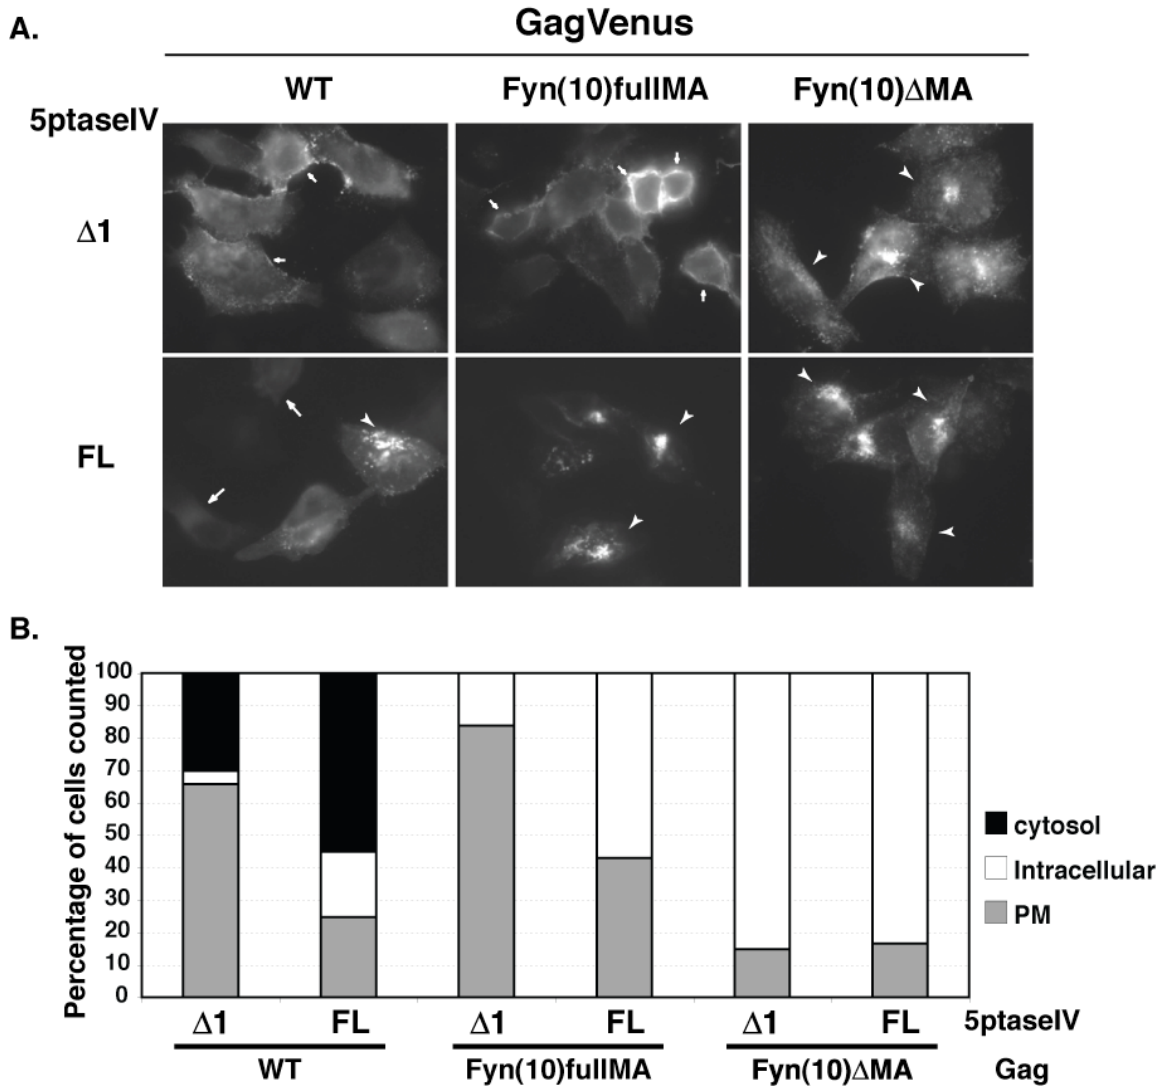 A.
GagVenus
WT Fyn(10)fullMA Fyn(10)ΔMA
5ptaseIV
Δ1
FL
B.
Percentage of cells counted
100
90
80
70
60
50
40
30
20
10
0
cytosol
Intracellular
PM
Δ1 FL Δ1 FL Δ1 FL 5ptaseIV
WT Fyn(10)fullMA Fyn(10)ΔMA Gag